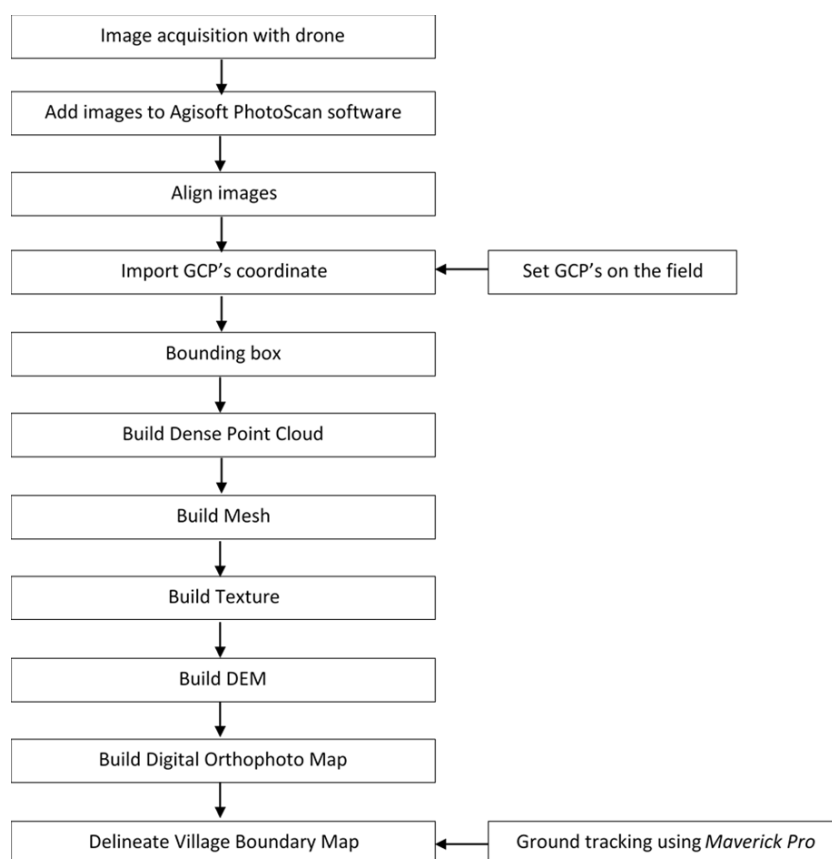 Image acquisition with drone
Add images to Agisoft PhotoScan software
Align images
Import GCP's coordinate
Set GCP's on the field
Bounding box
Build Dense Point Cloud
Build Mesh
Build Texture
Build DEM
Build Digital Orthophoto Map
Delineate Village Boundary Map
Ground tracking using Maverick Pro